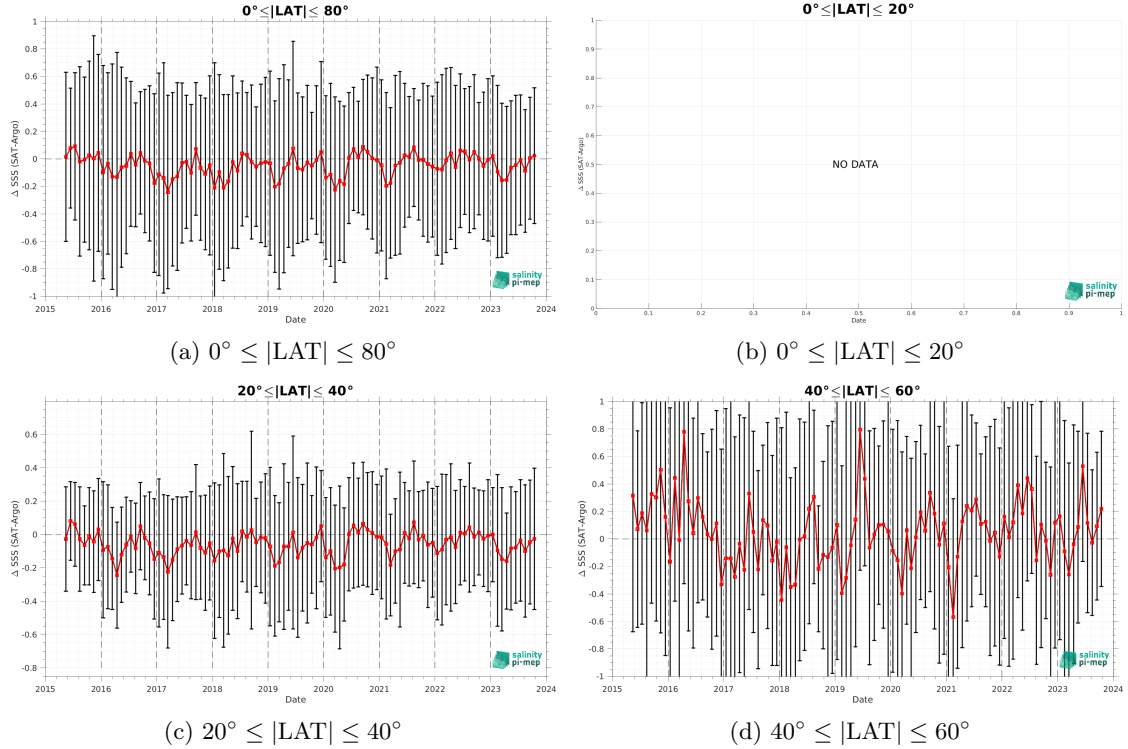 0°≤|LAT|≤ 80°
Δ SSS (SAT-Argo)
1
0.8
0.6
0.4
0.2
0
-0.2
-0.4
-0.6
-0.8
-1
2015 2016 2017 2018 2019 2020 2021 2022 2023 2024
Date
salinity
pi-mep
(a) 0° ≤ |LAT| ≤ 80°
0°≤|LAT|≤ 20°
Δ SSS (SAT-Argo)
1
0.9
0.8
0.7
0.6
0.5
0.4
0.3
0.2
0.1
0
NO DATA
0 0.1 0.2 0.3 0.4 0.5 0.6 0.7 0.8 0.9 1
Date
salinity
pi-mep
(b) 0° ≤ |LAT| ≤ 20°
20°≤|LAT|≤ 40°
Δ SSS (SAT-Argo)
0.6
0.4
0.2
0
-0.2
-0.4
-0.6
-0.8
2015 2016 2017 2018 2019 2020 2021 2022 2023 2024
Date
salinity
pi-mep
(c) 20° ≤ |LAT| ≤ 40°
40°≤|LAT|≤ 60°
Δ SSS (SAT-Argo)
1
0.8
0.6
0.4
0.2
0
-0.2
-0.4
-0.6
-0.8
-1
2015 2016 2017 2018 2019 2020 2021 2022 2023 2024
Date
salinity
pi-mep
(d) 40° ≤ |LAT| ≤ 60°